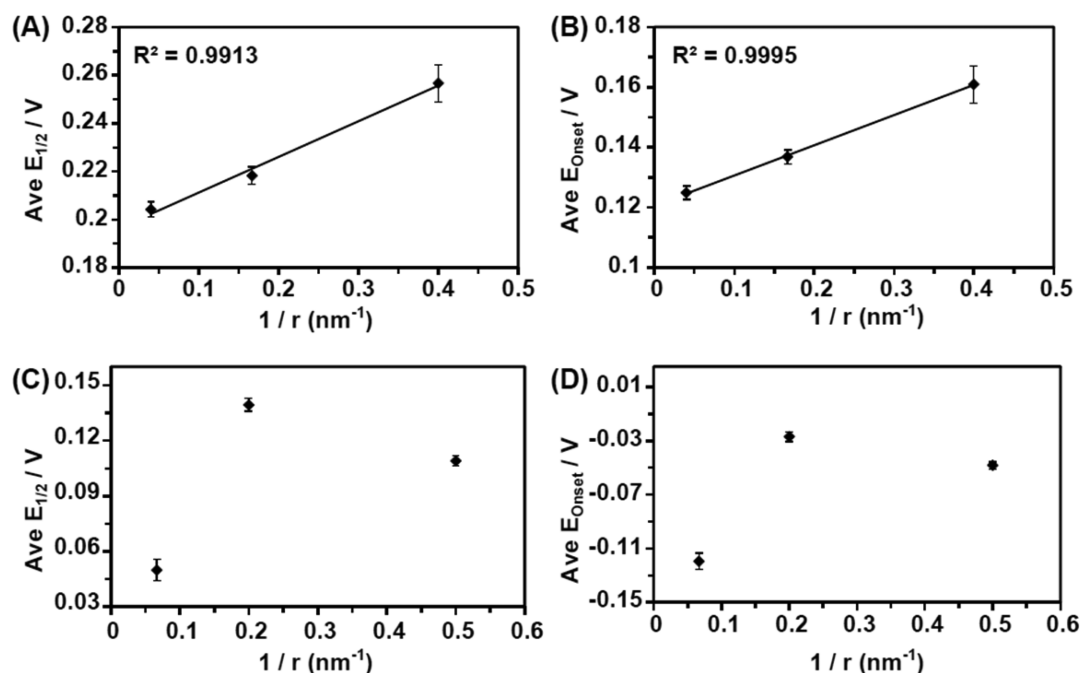 (A)
R² = 0.9913
0.28
0.26
0.24
0.22
0.2
0.18
Ave E1/2 / V
0 0.1 0.2 0.3 0.4 0.5
1 / r (nm-1)
(B)
R² = 0.9995
0.18
0.16
0.14
0.12
0.1
Ave EOnset / V
0 0.1 0.2 0.3 0.4 0.5
1 / r (nm-1)
(C)
0.15
0.12
0.09
0.06
0.03
Ave E1/2 / V
0 0.1 0.2 0.3 0.4 0.5 0.6
1 / r (nm-1)
(D)
0.01
-0.03
-0.07
-0.11
-0.15
Ave EOnset / V
0 0.1 0.2 0.3 0.4 0.5 0.6
1 / r (nm-1)